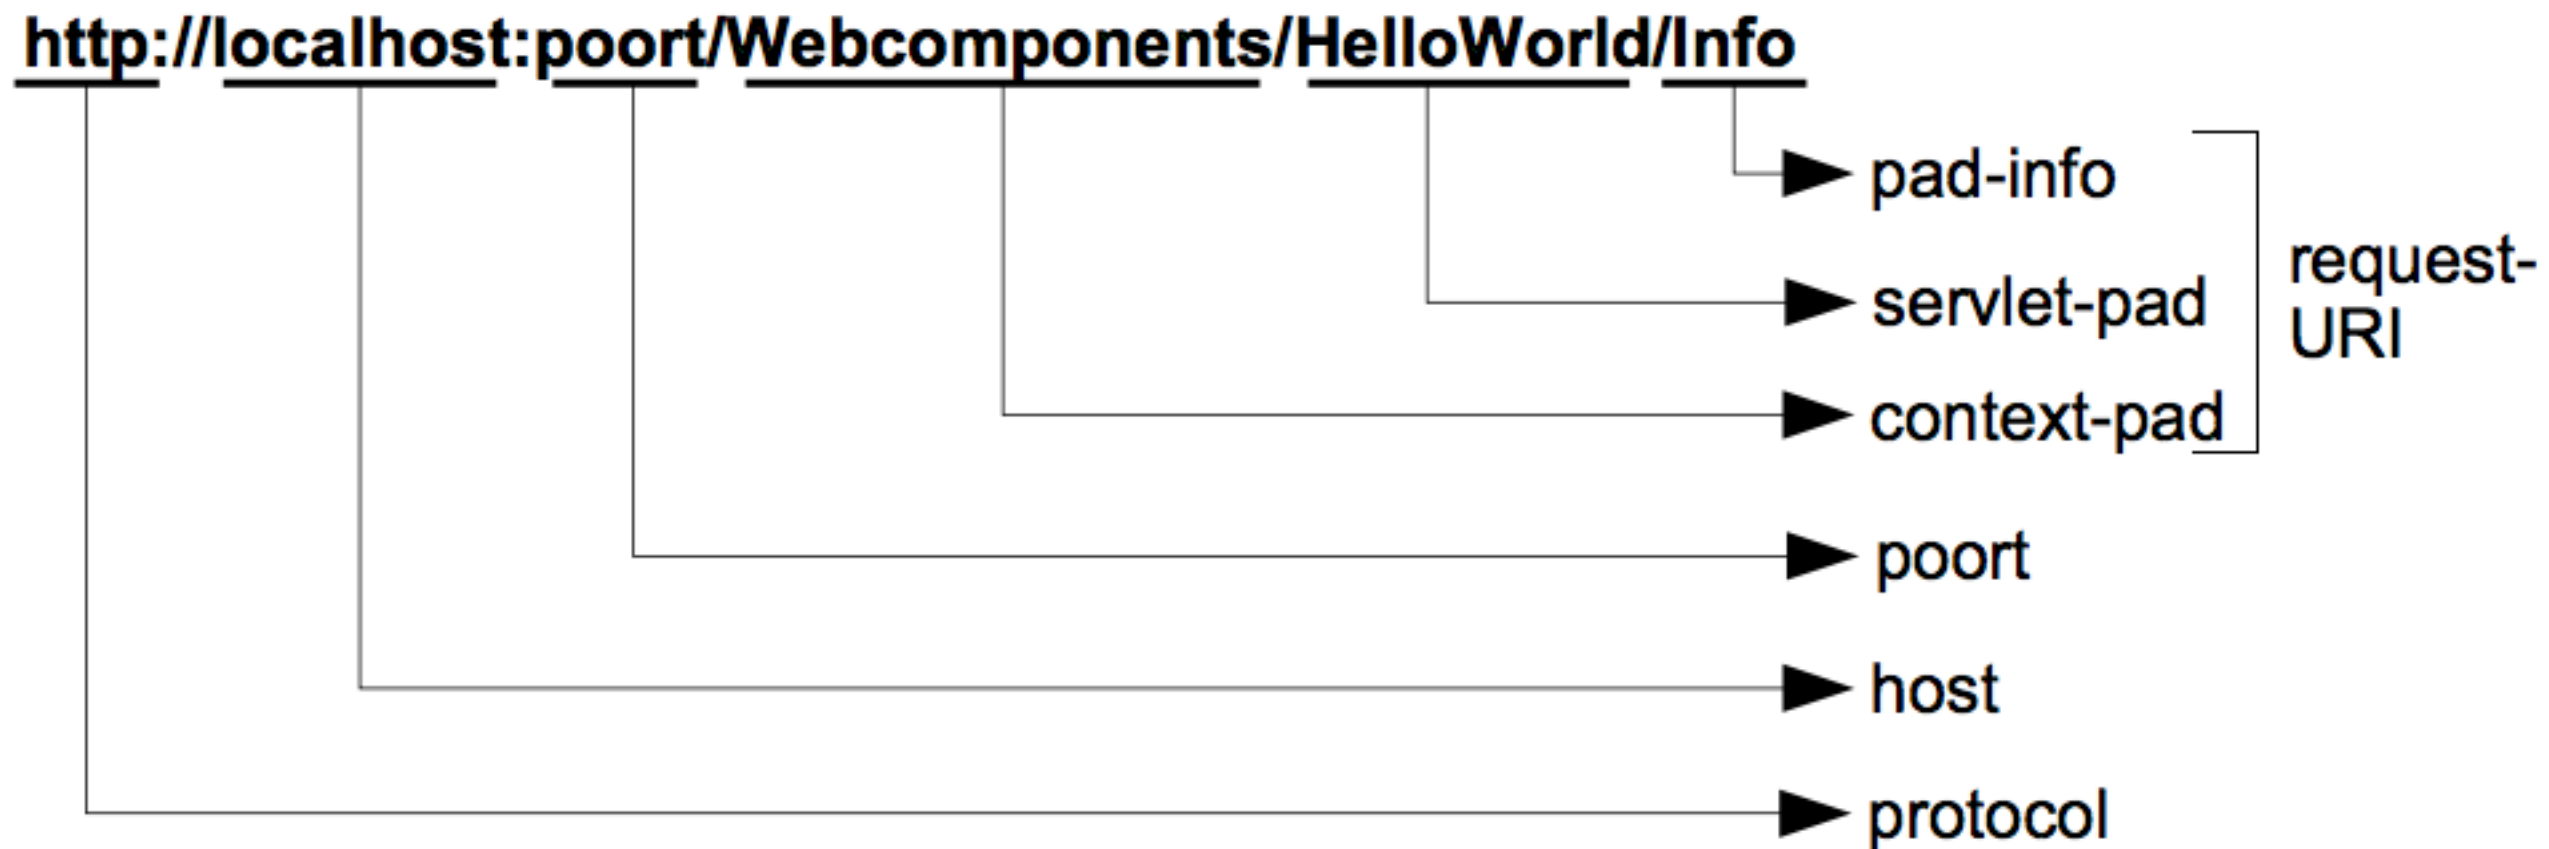 http://localhost:poort/Webcomponents/HelloWorld/Info
pad-info
servlet-pad
context-pad
request-
URI
poort
host
protocol